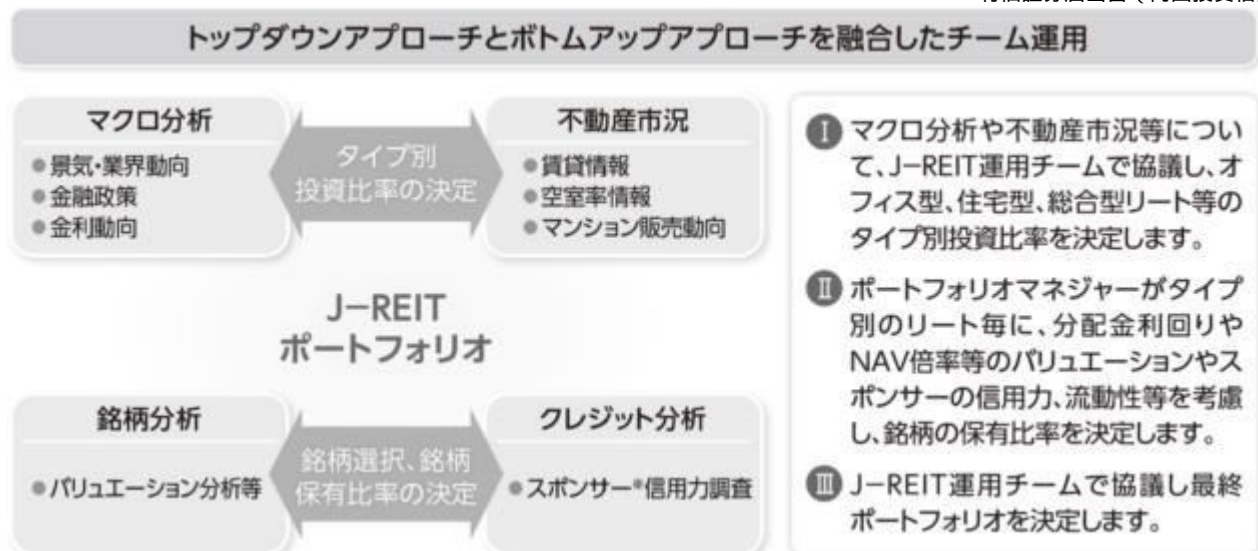 トップダウンアプローチとボトムアップアプローチを融合したチーム運用
マクロ分析
●景気・業界動向
●金融政策
●金利動向
タイプ別
投資比率の決定
不動産市況
●賃貸情報
●空室率情報
●マンション販売動向
J-REIT
ポートフォリオ
銘柄分析
●バリュエーション分析等
銘柄選択、銘柄
保有比率の決定
クレジット分析
●スポンサー*信用力調査
Ⅰ マクロ分析や不動産市況等につい
て、J-REIT運用チームで協議し、オ
フィス型、住宅型、総合型リート等の
タイプ別投資比率を決定します。
Ⅱ ポートフォリオマネジャーがタイプ
別のリート毎に、分配金利回りや
NAV倍率等のバリュエーションやス
ポンサーの信用力、流動性等を考慮
し、銘柄の保有比率を決定します。
Ⅲ J-REIT運用チームで協議し最終
ポートフォリオを決定します。